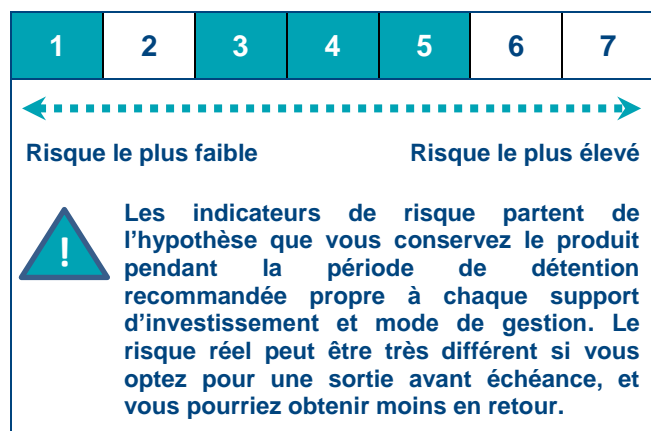 1 2 3 4 5 6 7
Risque le plus faible Risque le plus élevé
!
Les indicateurs de risque partent de
l'hypothèse que vous conservez le produit
pendant la période de détention
recommandée propre à chaque support
d'investissement et mode de gestion. Le
risque réel peut être très différent si vous
optez pour une sortie avant échéance, et
vous pourriez obtenir moins en retour.